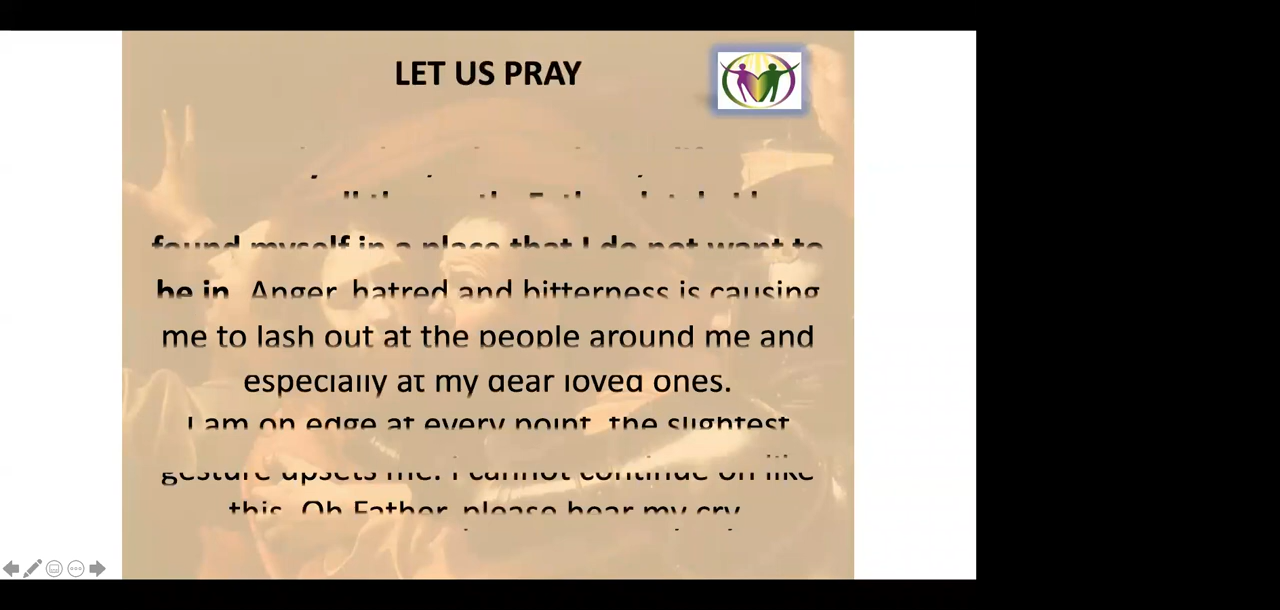 LET US PRAY
found myself in a place that I do not want to
be in. Anger, hatred and bitterness is causing
me to lash out at the people around me and
especially at my dear loved ones.
I am on edge at every point, the slightest
gesture upsets me. I cannot continue on like
this. Oh Father, please hear my cry